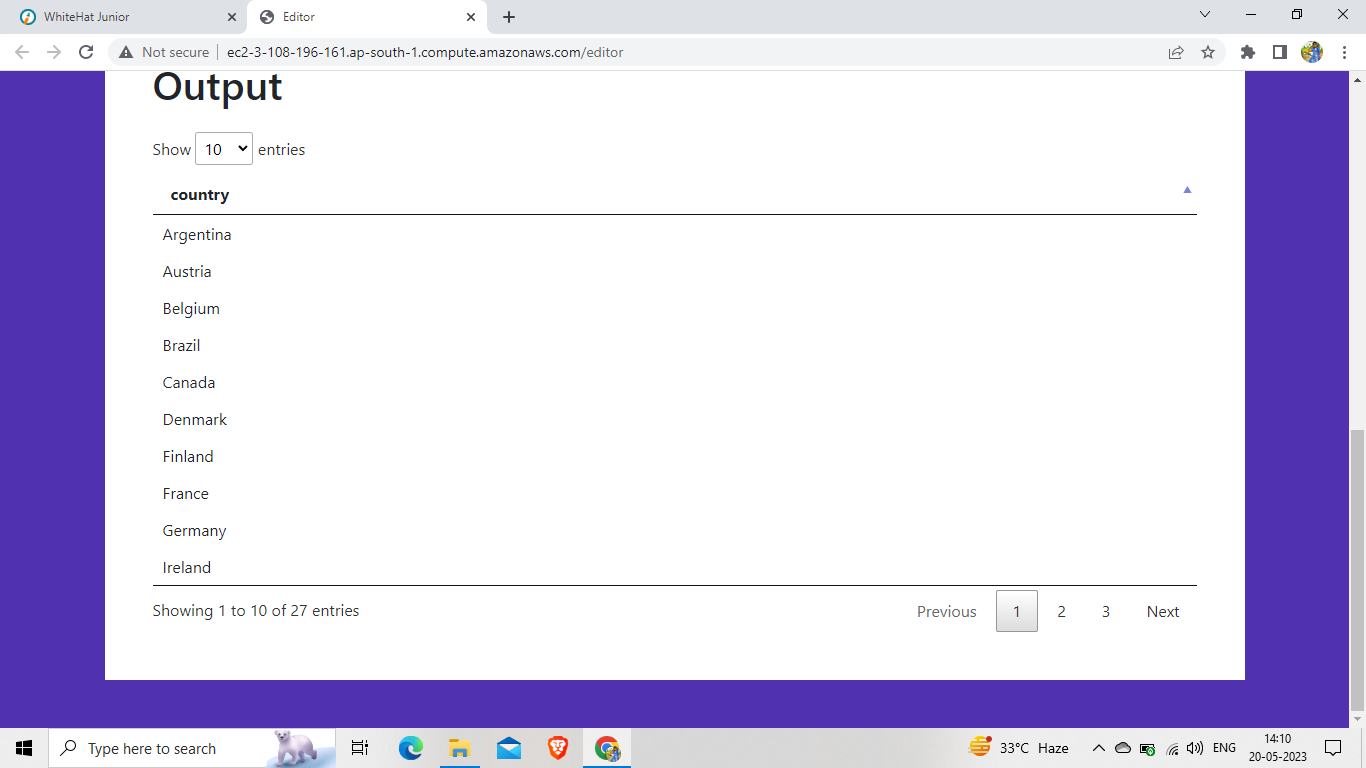 WhiteHat Junior
Editor
Not secure
ec2-3-108-196-161.ap-south-1.compute.amazonaws.com/editor
Output
Show 10 entries
country
Argentina
Austria
Belgium
Brazil
Canada
Denmark
Finland
France
Germany
Ireland
Showing 1 to 10 of 27 entries
Previous 1 2 3 Next
Type here to search
33°C Haze
ENG
14:10
20-05-2023